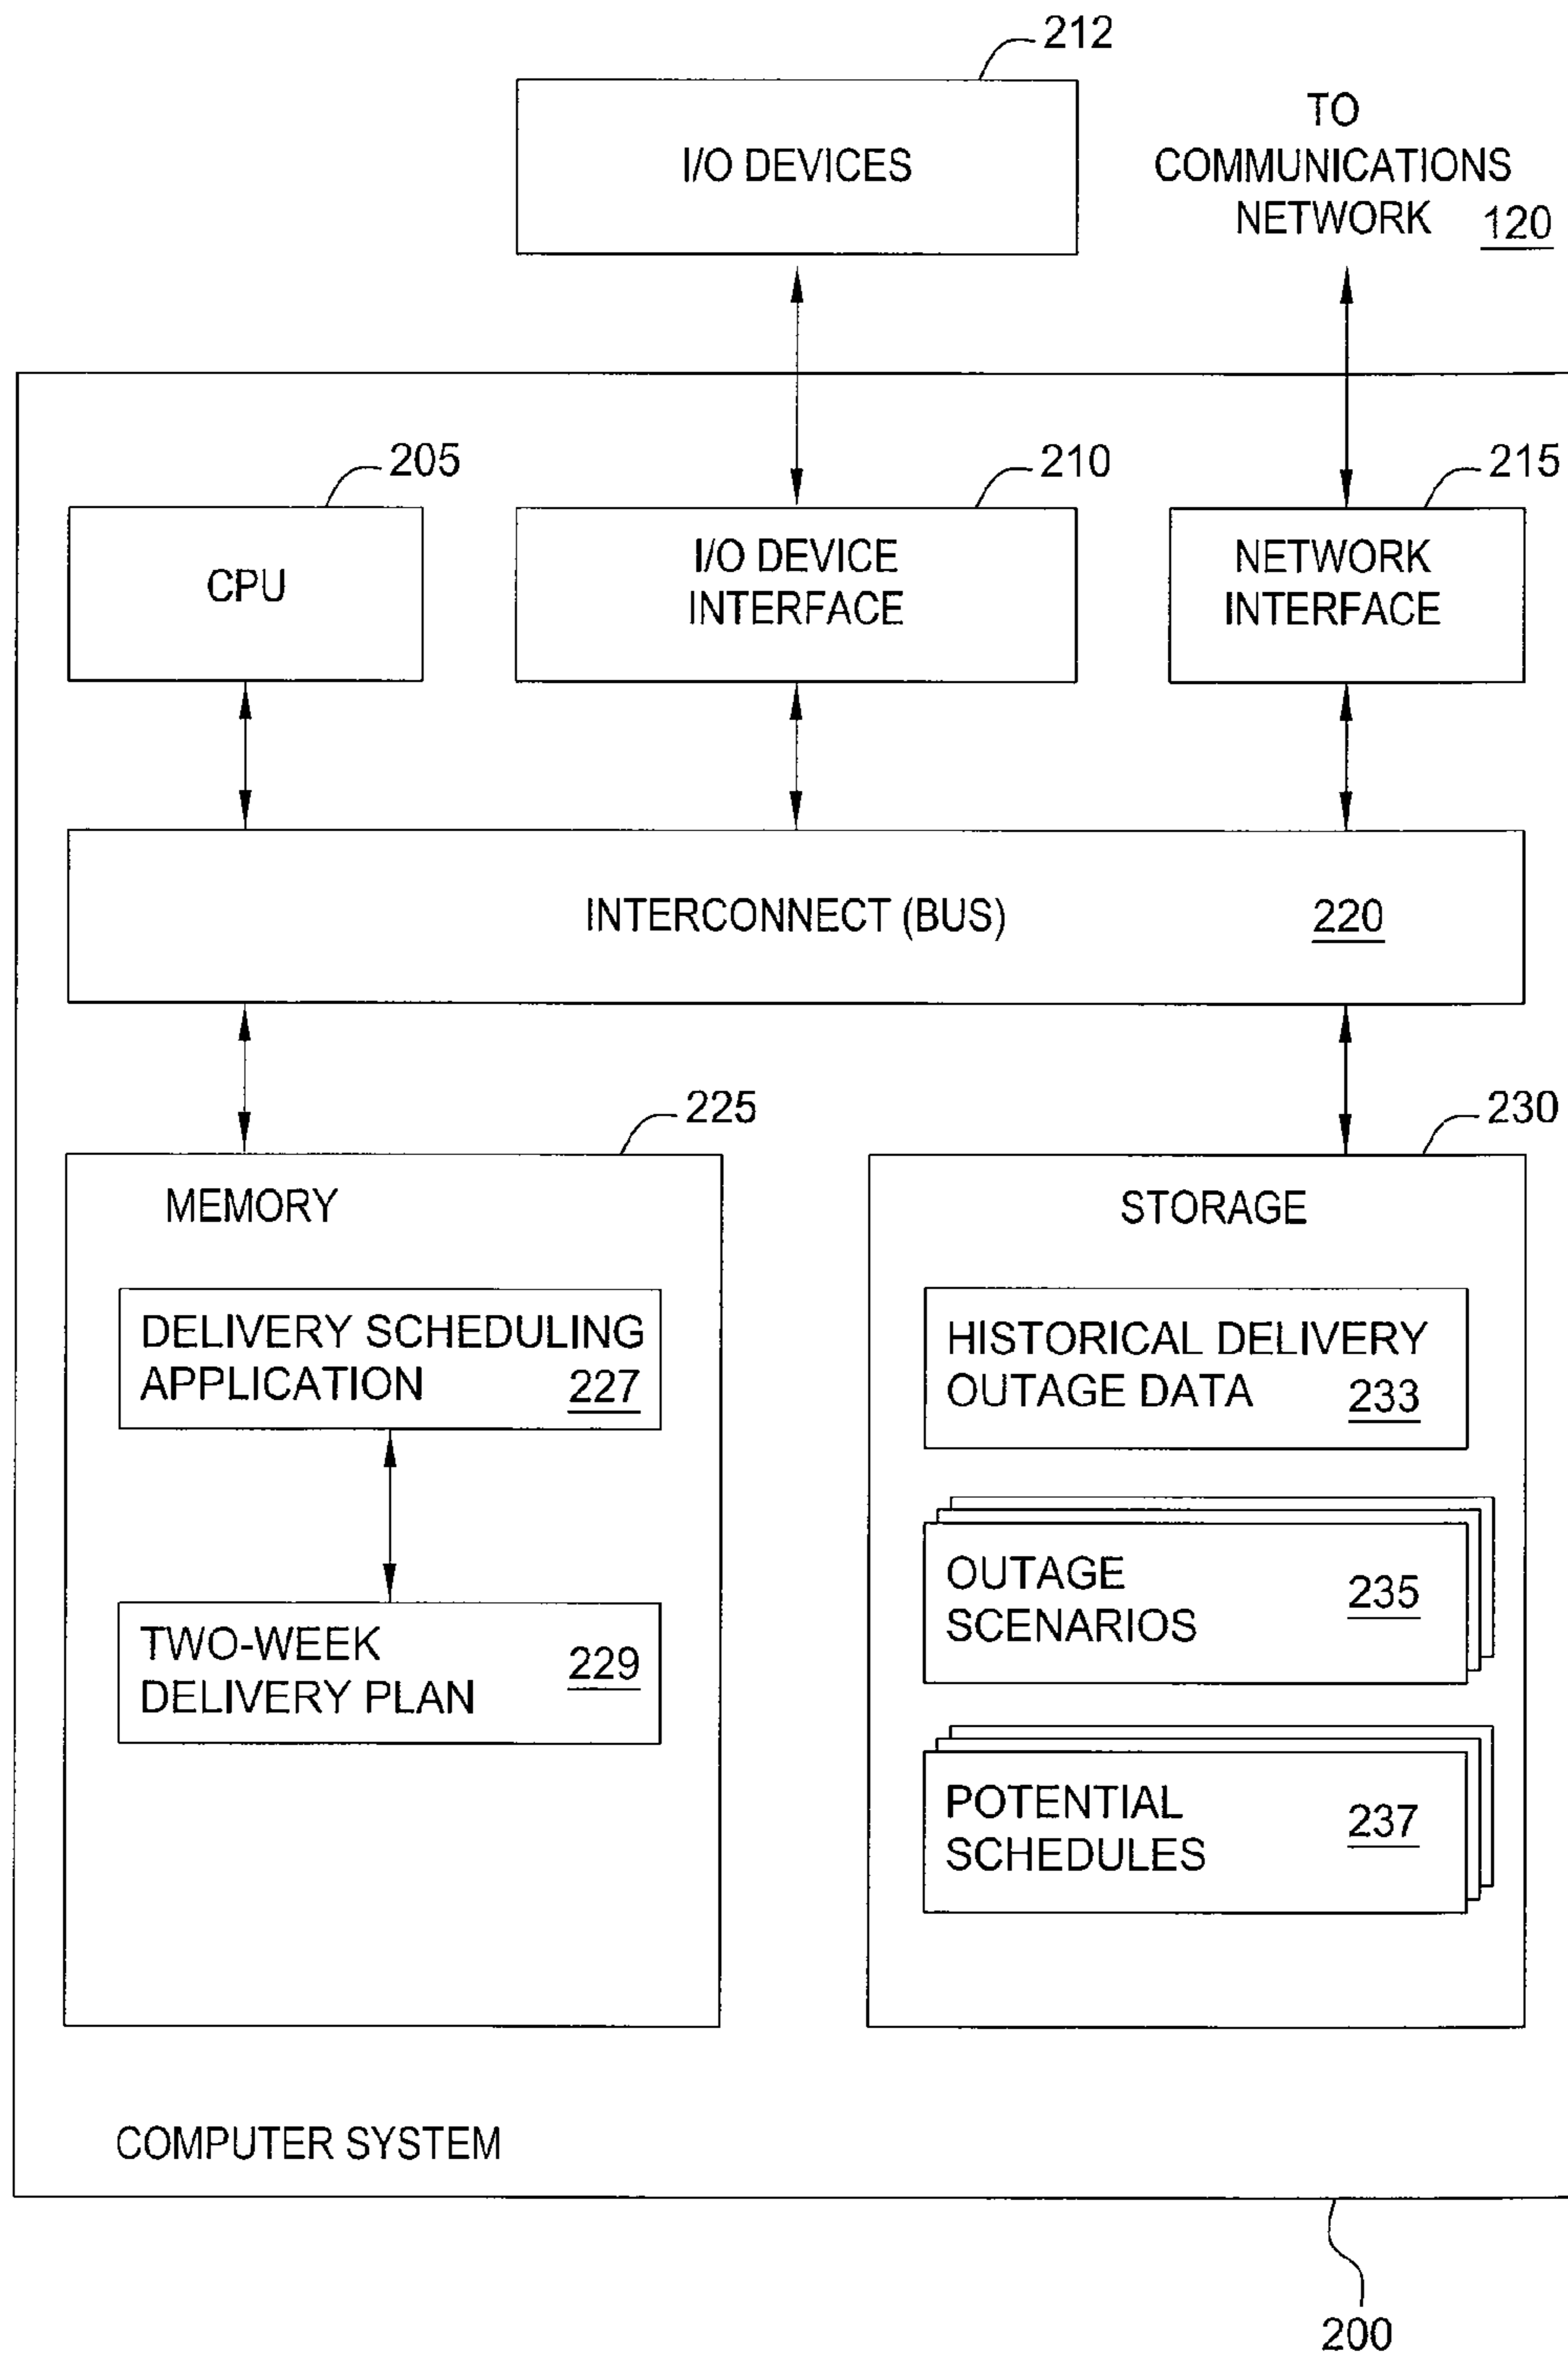 212
I/O DEVICES
TO
COMMUNICATIONS
NETWORK 120
205
210
215
CPU
I/O DEVICE
INTERFACE
NETWORK
INTERFACE
INTERCONNECT (BUS) 220
225
230
MEMORY
DELIVERY SCHEDULING
APPLICATION 227
TWO-WEEK
DELIVERY PLAN 229
STORAGE
HISTORICAL DELIVERY
OUTAGE DATA 233
OUTAGE
SCENARIOS 235
POTENTIAL
SCHEDULES 237
COMPUTER SYSTEM
200